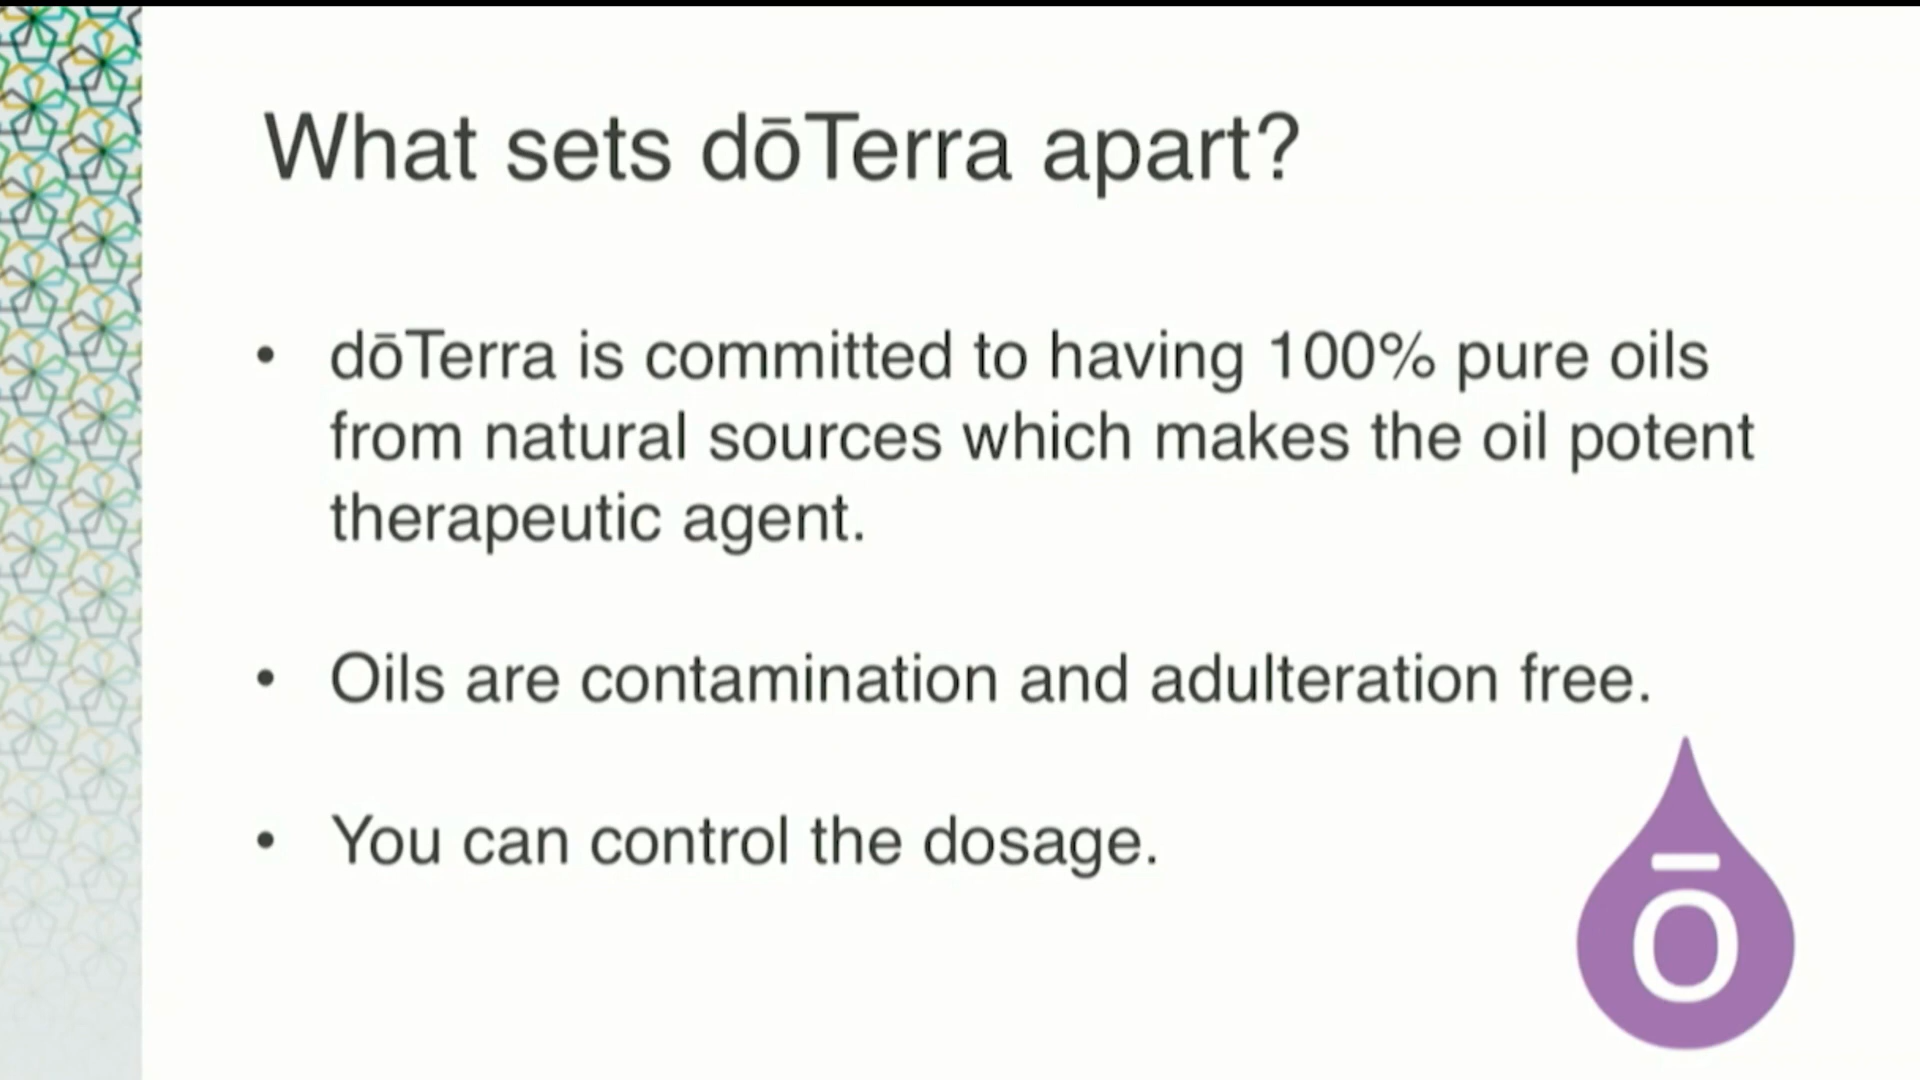 What sets dōTerra apart?
• dōTerra is committed to having 100% pure oils
from natural sources which makes the oil potent
therapeutic agent.
• Oils are contamination and adulteration free.
• You can control the dosage.
ō